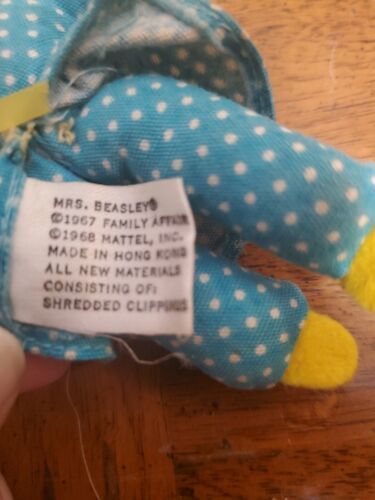 MRS. BEASLEY®
©1967 FAMILY AFFAIR
©1968 MATTEL, INC.
MADE IN HONG KONG
ALL NEW MATERIALS
CONSISTING OF:
SHREDDED CLIPPINGS